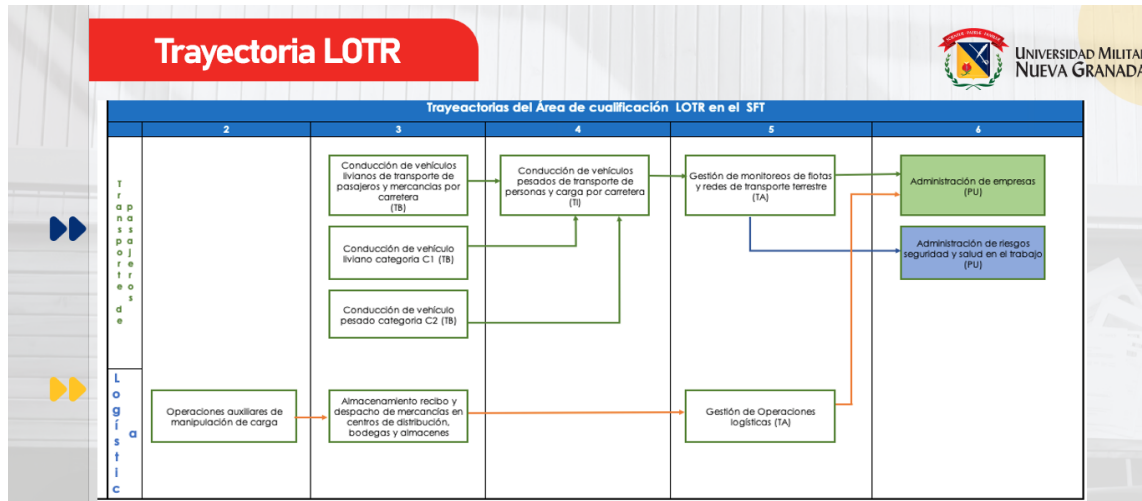 Trayectoria LOTR
UNIVERSIDAD MILITAR
NUEVA GRANADA
Trayeactorias del Área de cualificación LOTR en el SFT
2
3
4
5
6
Transporte de
pasajeros
Conducción de vehículos
livianos de transporte de
pasajeros y mercancías por
carretera
(TB)
Conducción de vehículos
pesados de transporte de
personas y carga por carretera
(TI)
Gestión de monitoreos de flotas
y redes de transporte terrestre
(TA)
Administración de empresas
(PU)
Conducción de vehículo
liviano categoría C1 (TB)
Administración de riesgos
seguridad y salud en el trabajo
(PU)
Conducción de vehículo
pesado categoría C2 (TB)
Logístic
a
Operaciones auxiliares de
manipulación de carga
Almacenamiento recibo y
despacho de mercancías en
centros de distribución,
bodegas y almacenes
Gestión de Operaciones
logísticas (TA)